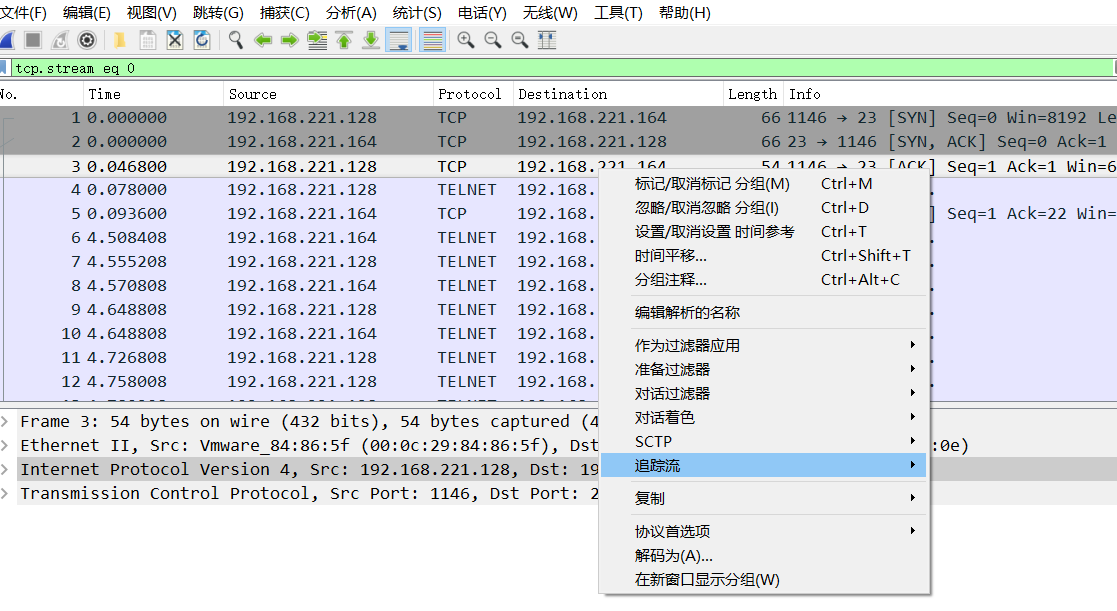 文件(F) 编辑(E) 视图(V) 跳转(G) 捕获(C) 分析(A) 统计(S) 电话(Y) 无线(W) 工具(T) 帮助(H)
tcp.stream eq 0
No. Time Source Protocol Destination Length Info
1 0.000000 192.168.221.128 TCP 192.168.221.164 66 1146 → 23 [SYN] Seq=0 Win=8192 Le
2 0.000000 192.168.221.164 TCP 192.168.221.128 66 23 → 1146 [SYN, ACK] Seq=0 Ack=1
3 0.046800 192.168.221.128 TCP 192.168.221.164 54 1146 → 23 [ACK] Seq=1 Ack=1 Win=6
4 0.078000 192.168.221.164 TELNET 192.168.
5 0.093600 192.168.221.128 TCP 192.168. ] Seq=1 Ack=22 Win=
6 4.508408 192.168.221.164 TELNET 192.168.
7 4.555208 192.168.221.128 TELNET 192.168.
8 4.570808 192.168.221.164 TELNET 192.168.
9 4.648808 192.168.221.128 TELNET 192.168.
10 4.648808 192.168.221.164 TELNET 192.168.
11 4.726808 192.168.221.128 TELNET 192.168.
12 4.758008 192.168.221.128 TELNET 192.168.
标记/取消标记 分组(M) Ctrl+M
忽略/取消忽略 分组(I) Ctrl+D
设置/取消设置 时间参考 Ctrl+T
时间平移... Ctrl+Shift+T
分组注释... Ctrl+Alt+C
编辑解析的名称
作为过滤器应用
准备过滤器
对话过滤器
对话着色
SCTP
追踪流
复制
协议首选项
解码为(A)...
在新窗口显示分组(W)
Frame 3: 54 bytes on wire (432 bits), 54 bytes captured (4
Ethernet II, Src: Vmware_84:86:5f (00:0c:29:84:86:5f), Dst :0e)
Internet Protocol Version 4, Src: 192.168.221.128, Dst: 19
Transmission Control Protocol, Src Port: 1146, Dst Port: 2